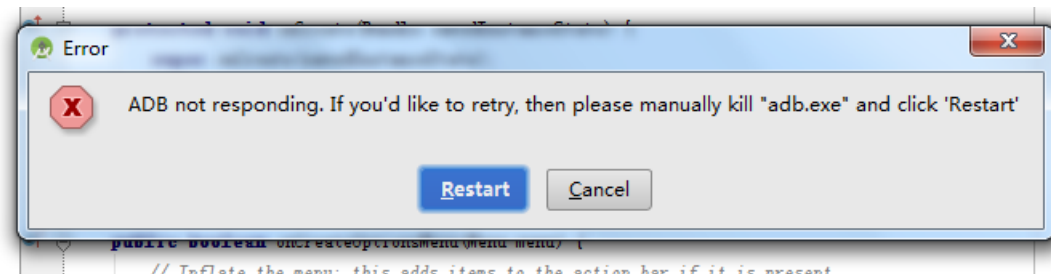 Error
ADB not responding. If you'd like to retry, then please manually kill "adb.exe" and click 'Restart'
Restart
Cancel
public boolean onCreateOptionsMenu(Menu menu) {
// Inflate the menu; this adds items to the action bar if it is present.